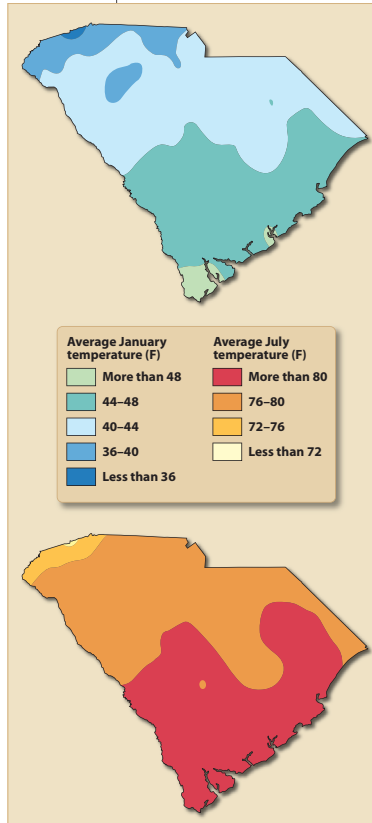 Average January
temperature (F)
More than 48
44–48
40–44
36–40
Less than 36
Average July
temperature (F)
More than 80
76–80
72–76
Less than 72